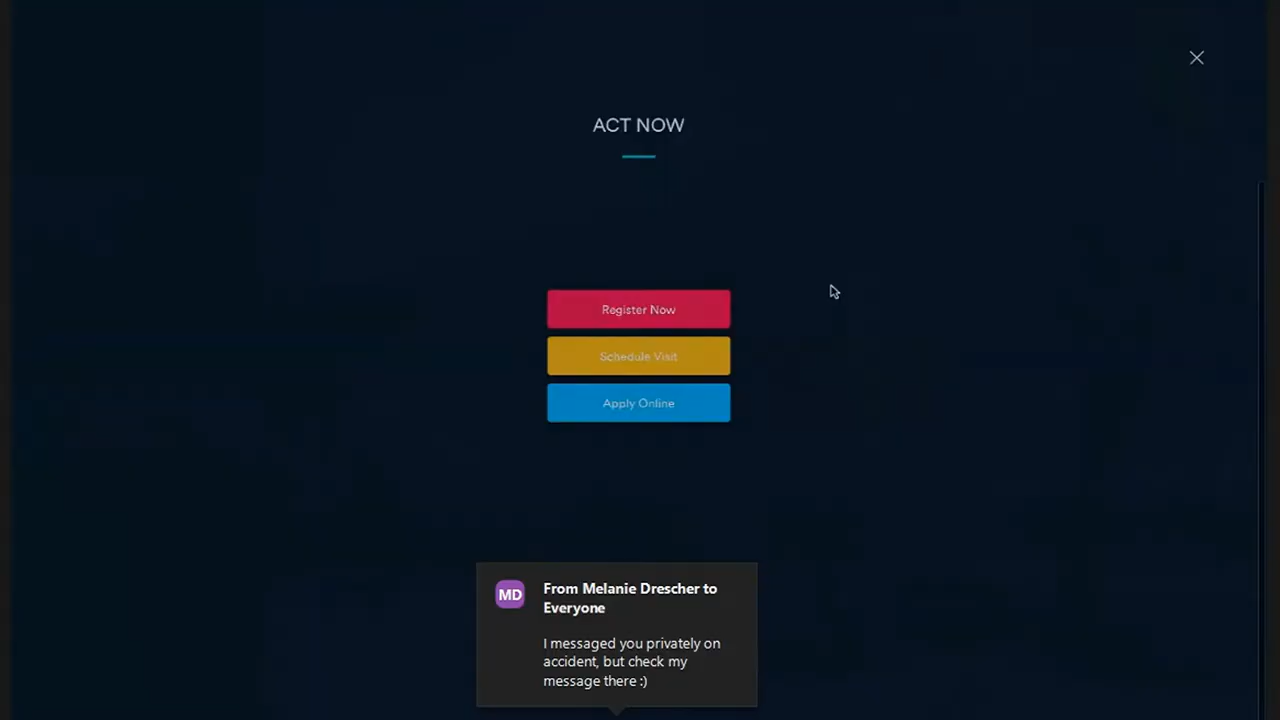 ACT NOW
Register Now
Schedule Visit
Apply Online
MD
From Melanie Drescher to
Everyone
I messaged you privately on
accident, but check my
message there :)